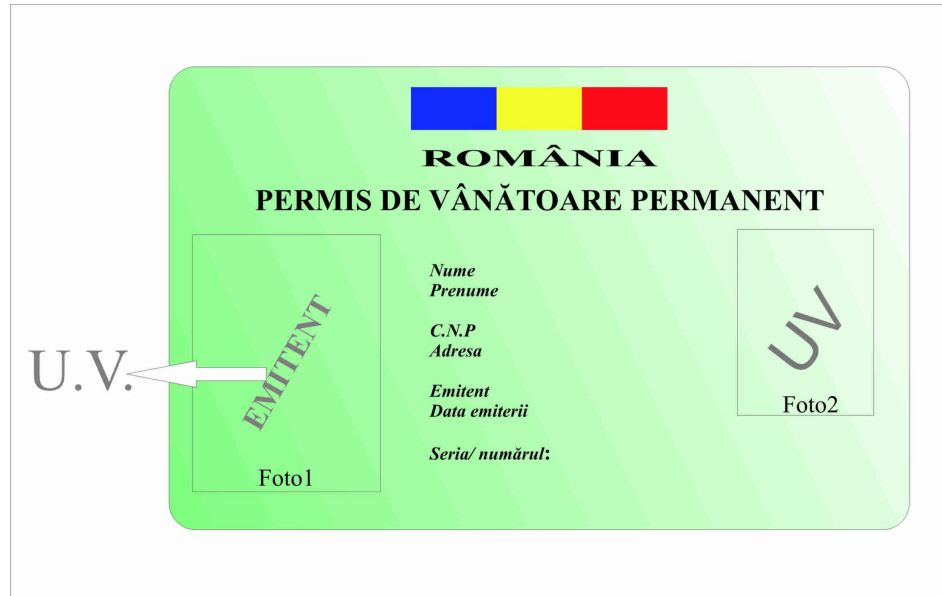 ROMÂNIA
PERMIS DE VÂNĂTOARE PERMANENT
U.V.
EMITENT
Foto1
Nume
Prenume
C.N.P
Adresa
Emitent
Data emiterii
Seria/ numărul:
UV
Foto2